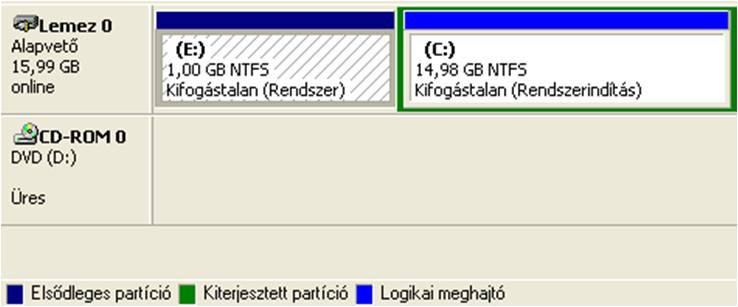 Lemez 0
Alapvető
15,99 GB
online
(E:)
1,00 GB NTFS
Kifogástalan (Rendszer)
(C:)
14,98 GB NTFS
Kifogástalan (Rendszerindítás)
CD-ROM 0
DVD (D:)
Üres
Elsődleges partíció Kiterjesztett partíció Logikai meghajtó